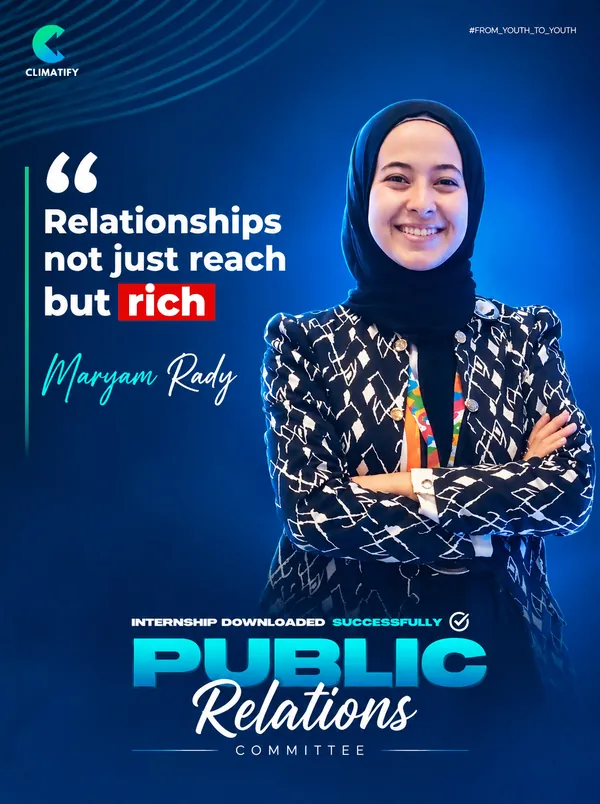 CLIMATIFY
#FROM_YOUTH_TO_YOUTH
“
Relationships
not just reach
but rich
Maryam Rady
INTERNSHIP DOWNLOADED SUCCESSFULLY
PUBLIC
Relations
COMMITTEE